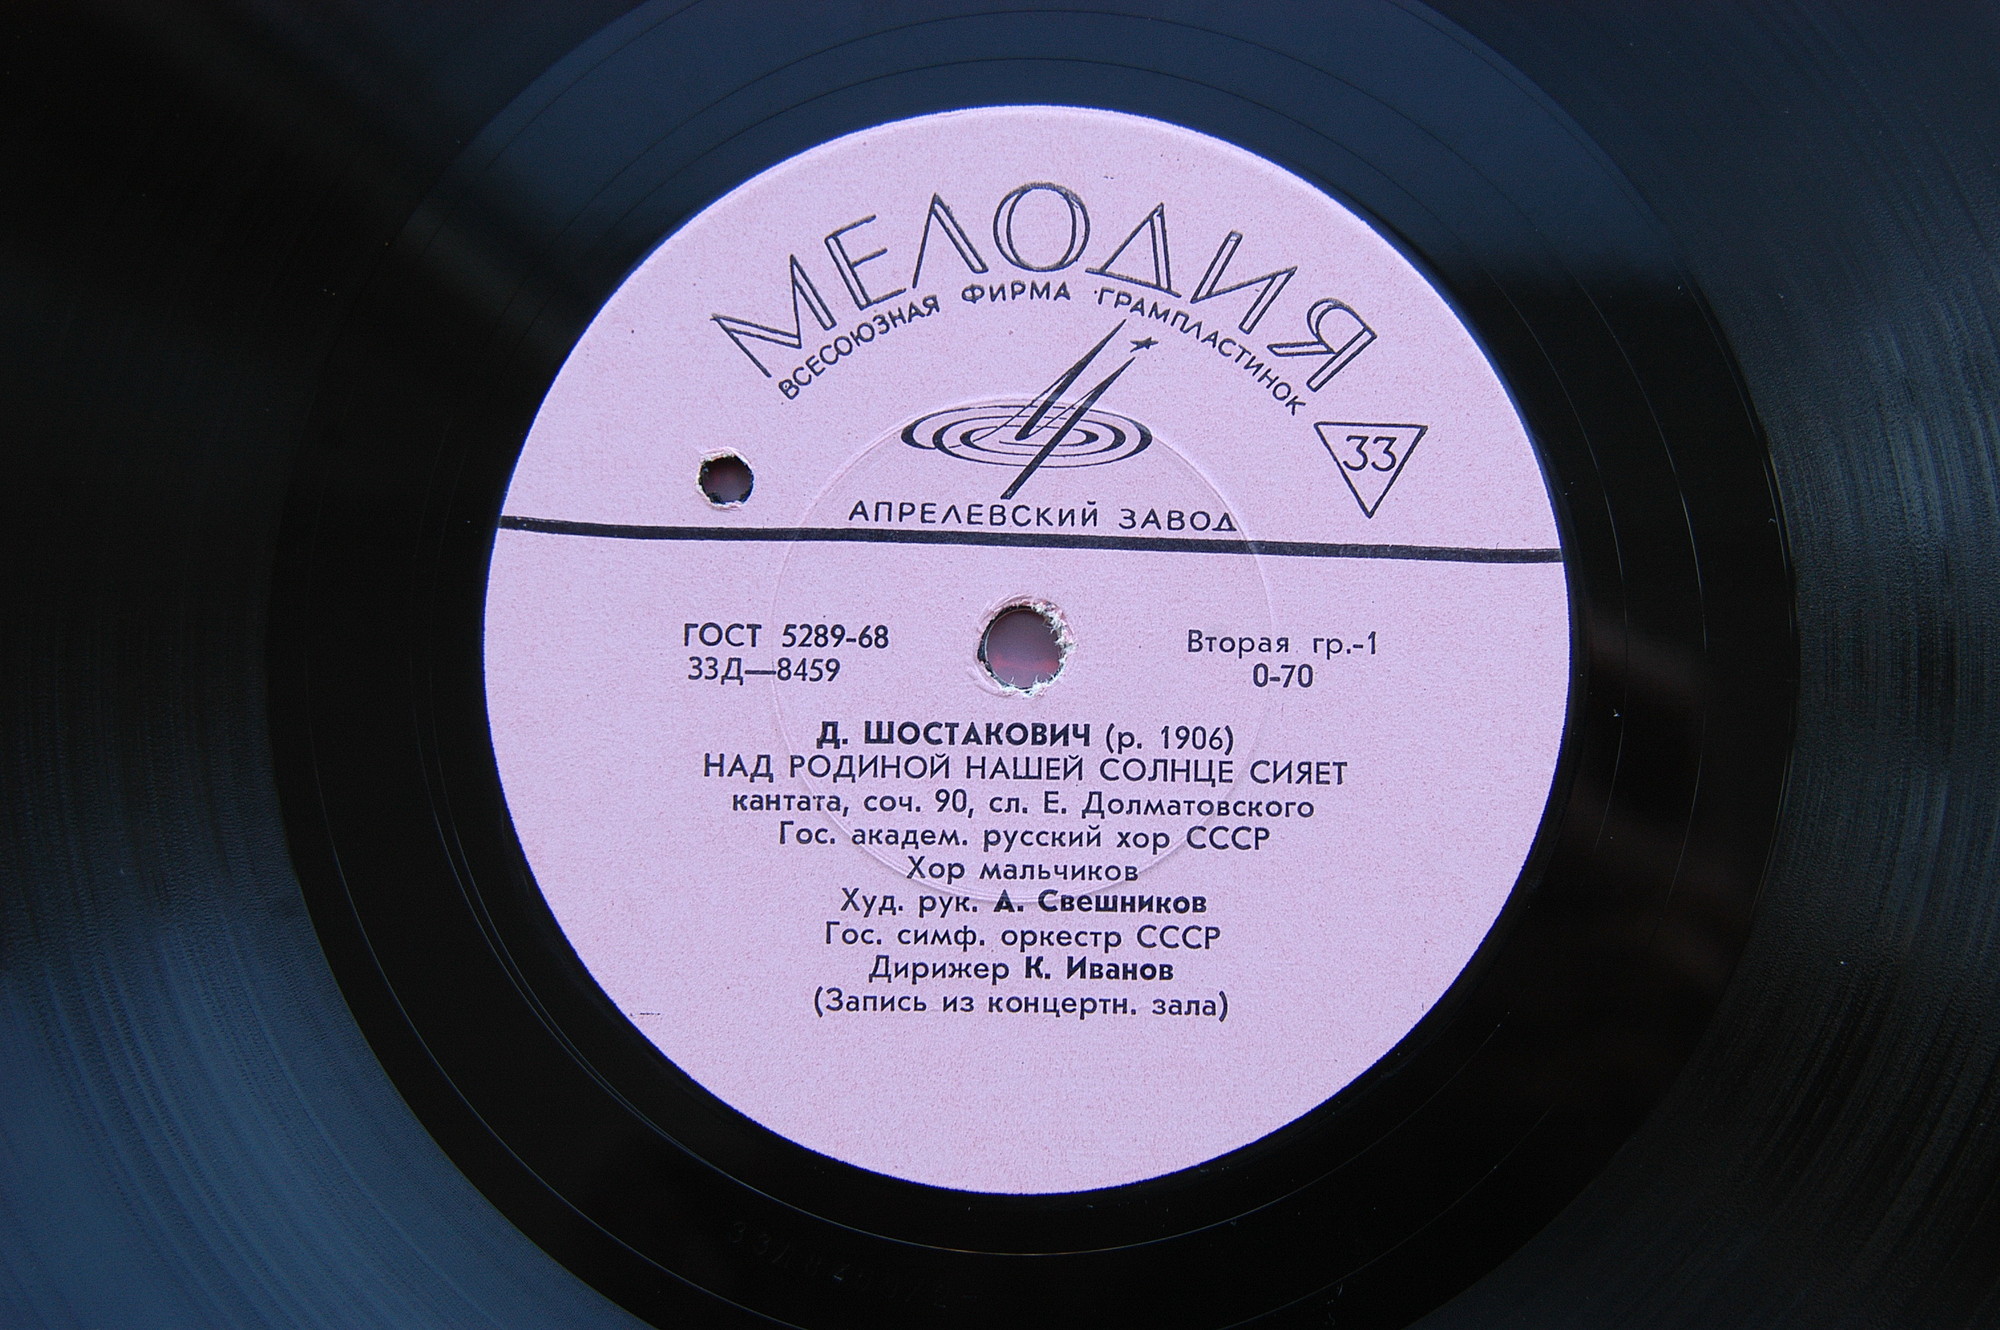 МЕЛОДИЯ
ВСЕСОЮЗНАЯ ФИРМА ГРАМПЛАСТИНОК
33
АПРЕЛЕВСКИЙ ЗАВОД
ГОСТ 5289-68
33Д—8459
Вторая гр.-1
0-70
Д. ШОСТАКОВИЧ (р. 1906)
НАД РОДИНОЙ НАШЕЙ СОЛНЦЕ СИЯЕТ
кантата, соч. 90, сл. Е. Долматовского
Гос. академ. русский хор СССР
Хор мальчиков
Худ. рук. А. Свешников
Гос. симф. оркестр СССР
Дирижер К. Иванов
(Запись из концертн. зала)